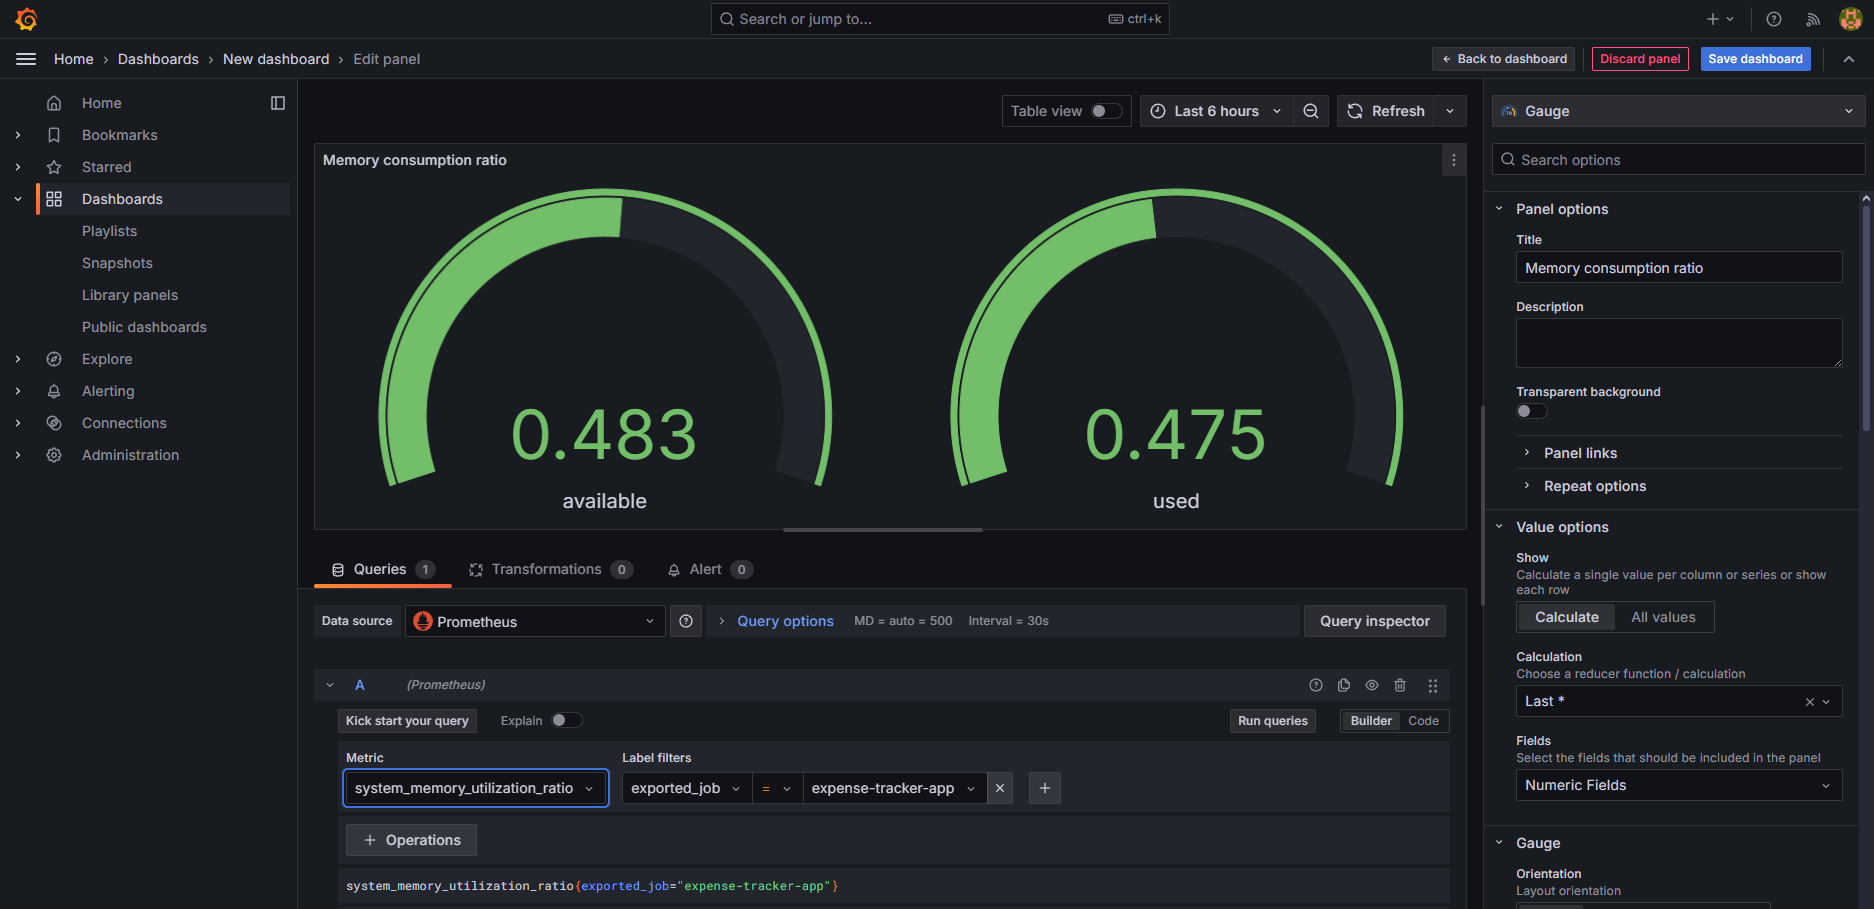 Search or jump to...
ctrl+k
Home › Dashboards › New dashboard › Edit panel
Back to dashboard
Discard panel
Save dashboard
Home
Bookmarks
Starred
Dashboards
Playlists
Snapshots
Library panels
Public dashboards
Explore
Alerting
Connections
Administration
Table view
Last 6 hours
Refresh
Memory consumption ratio
0.483
available
0.475
used
Queries 1
Transformations 0
Alert 0
Data source
Prometheus
Query options
MD = auto = 500
Interval = 30s
Query inspector
A
(Prometheus)
Kick start your query
Explain
Run queries
Builder
Code
Metric
Label filters
system_memory_utilization_ratio
exported_job
=
expense-tracker-app
+ Operations
system_memory_utilization_ratio{exported_job="expense-tracker-app"}
Gauge
Search options
Panel options
Title
Memory consumption ratio
Description
Transparent background
Panel links
Repeat options
Value options
Show
Calculate a single value per column or series or show
each row
Calculate
All values
Calculation
Choose a reducer function / calculation
Last *
Fields
Select the fields that should be included in the panel
Numeric Fields
Gauge
Orientation
Layout orientation